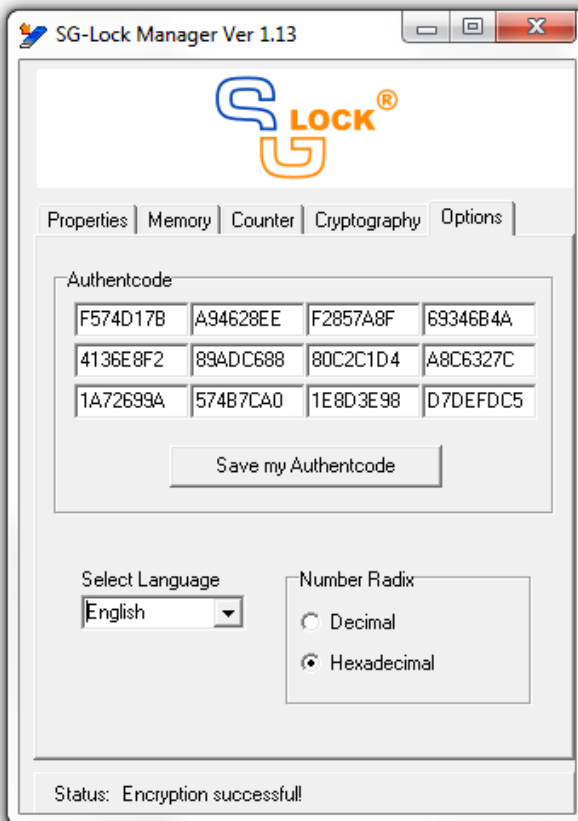 SG-Lock Manager Ver 1.13
SG LOCK®
Properties Memory Counter Cryptography Options
Authentcode
F574D17B A94628EE F2857A8F 69346B4A
4136E8F2 89ADC688 80C2C1D4 A8C6327C
1A72699A 574B7CA0 1E8D3E98 D7DEFDC5
Save my Authentcode
Select Language
English
Number Radix
Decimal
Hexadecimal
Status: Encryption successful!